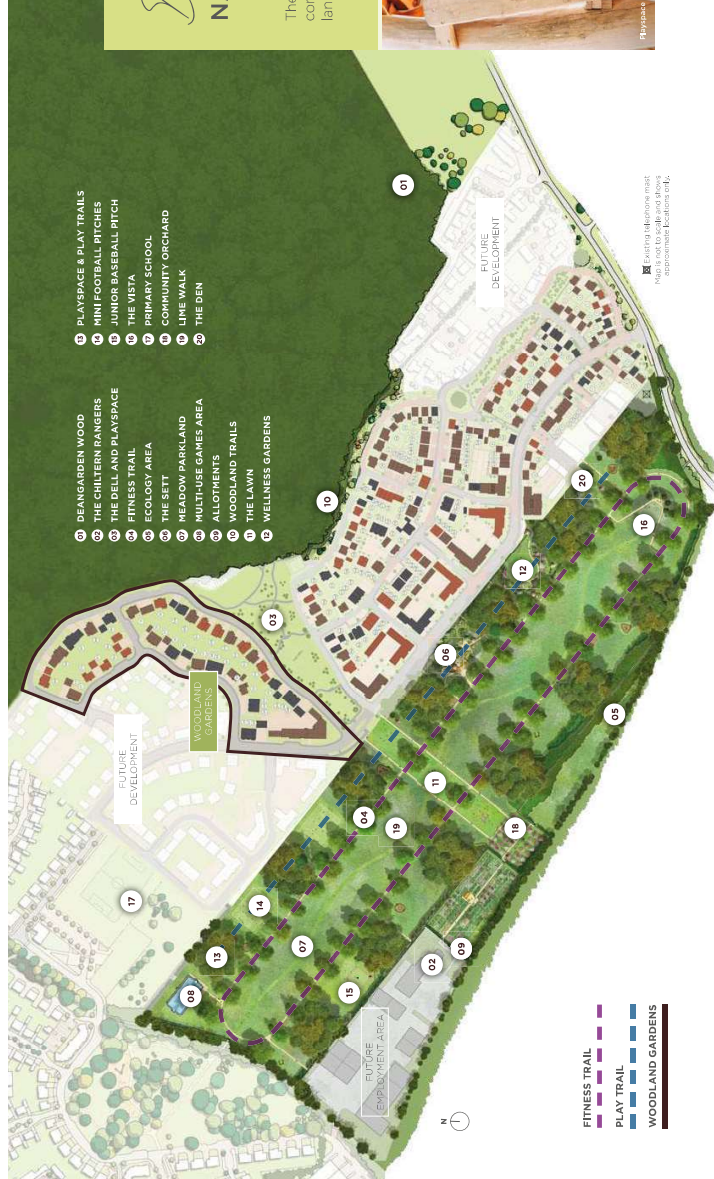 N
The
cor
lan
Playspace
01 DEANGARDEN WOOD
02 THE CHILTERN RANGERS
03 THE DELL AND PLAYSPACE
04 FITNESS TRAIL
05 ECOLOGY AREA
06 THE SETT
07 MEADOW PARKLAND
08 MULTI-USE GAMES AREA
09 ALLOTMENTS
10 WOODLAND TRAILS
11 THE LAWN
12 WELLNESS GARDENS
13 PLAYSPACE & PLAY TRAILS
14 MINI FOOTBALL PITCHES
15 JUNIOR BASEBALL PITCH
16 THE VISTA
17 PRIMARY SCHOOL
18 COMMUNITY ORCHARD
19 LIME WALK
20 THE DEN
17
FUTURE
DEVELOPMENT
WOODLAND
GARDENS
03
10
01
FUTURE
DEVELOPMENT
08
13
14
04
19
07
15
11
06
12
20
16
05
18
09
02
FUTURE
EMPLOYMENT AREA
N
FITNESS TRAIL
PLAY TRAIL
WOODLAND GARDENS
Existing telephone mast
Map is not to scale and shows
approximate locations only.